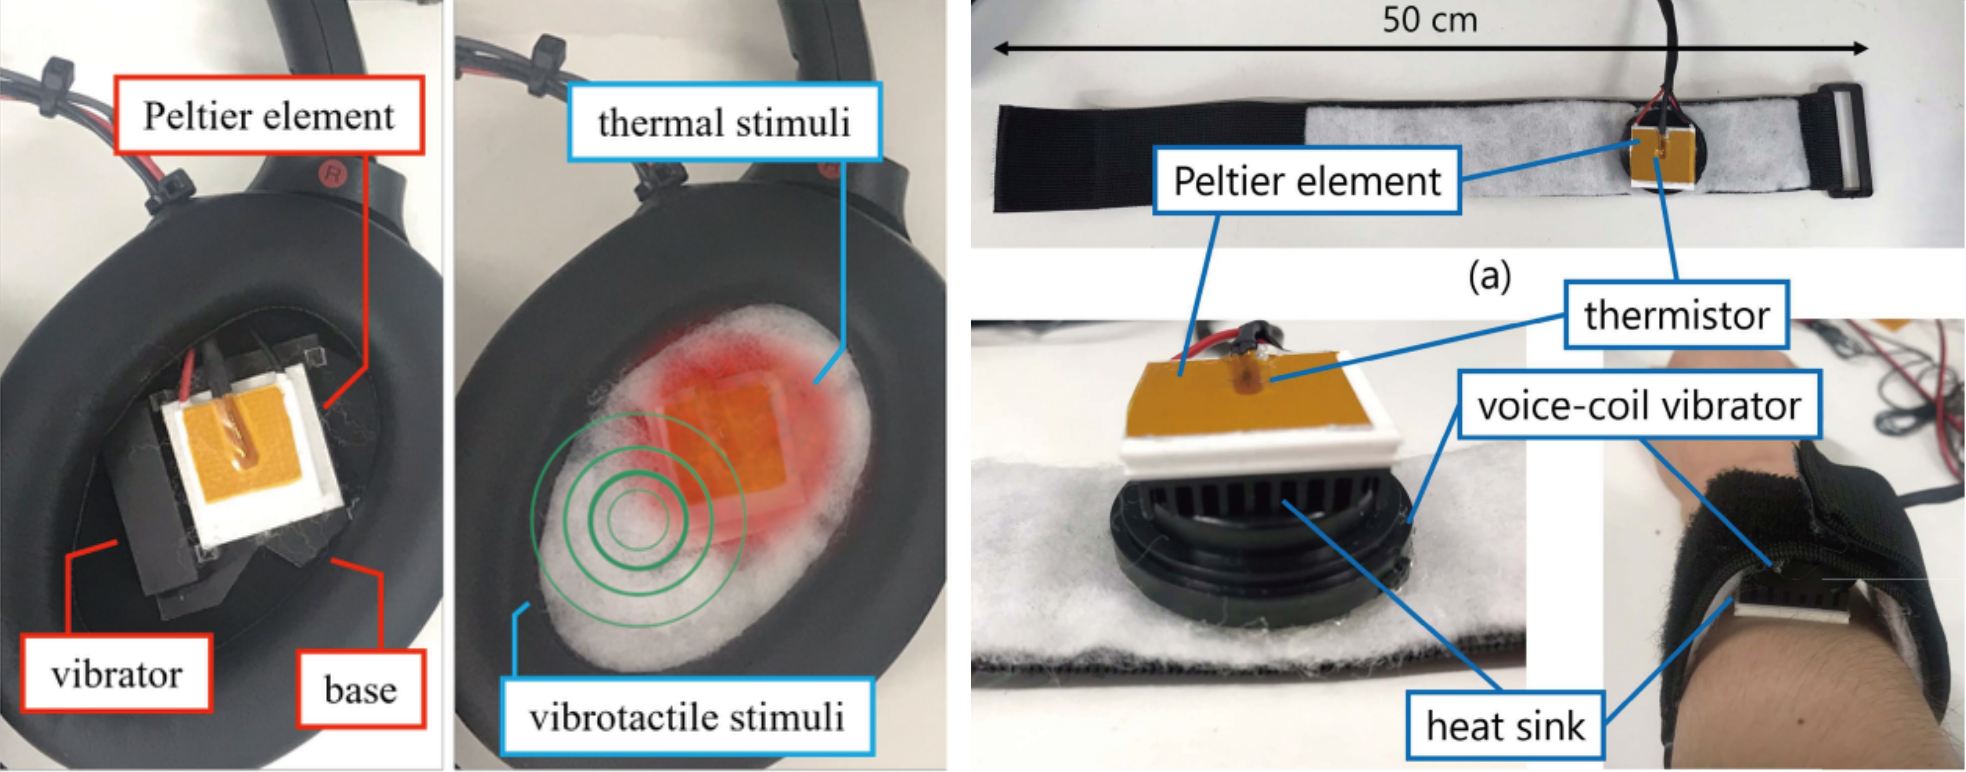 Peltier element
R
vibrator
base
thermal stimuli
vibrotactile stimuli
50 cm
Peltier element
(a)
thermistor
voice-coil vibrator
heat sink